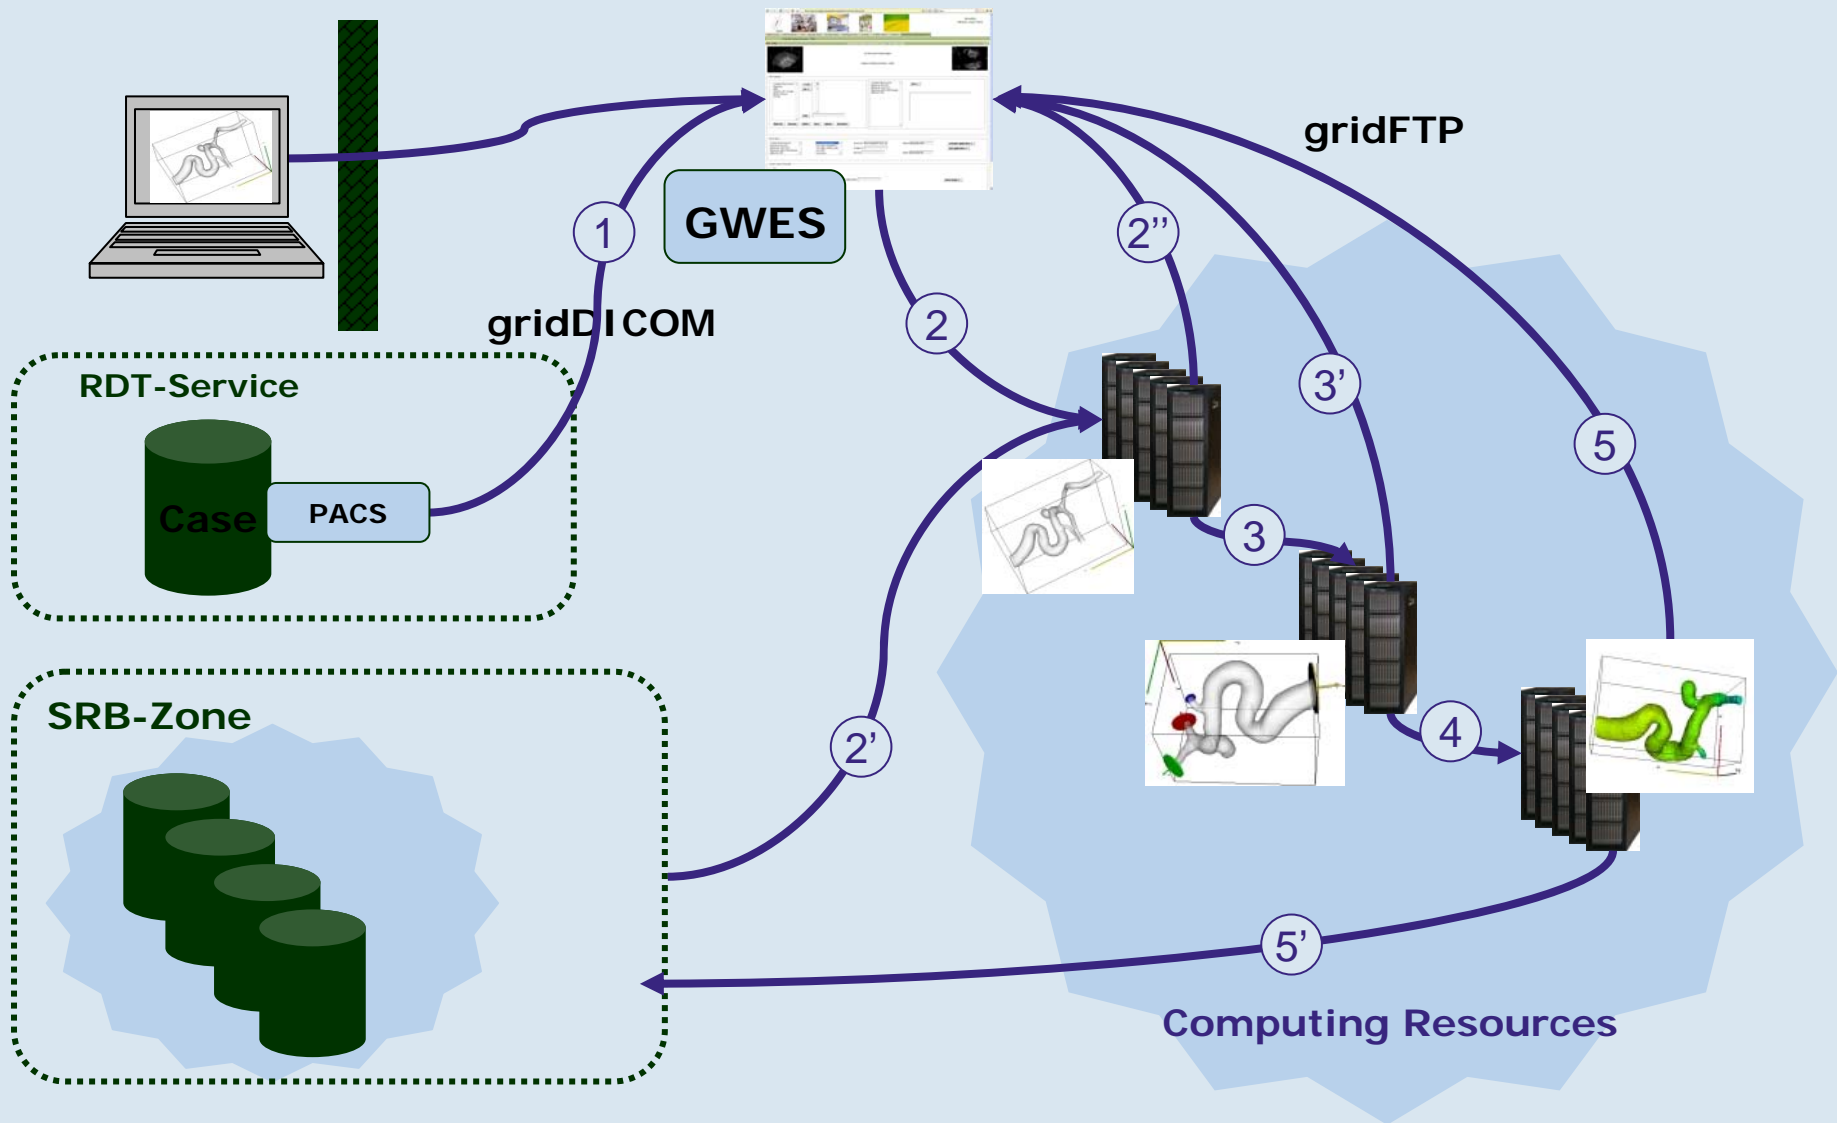 gridFTP
GWES
1
2''
gridDICOM
2
RDT-Service
3'
5
Case
PACS
3
SRB-Zone
2'
4
5'
Computing Resources